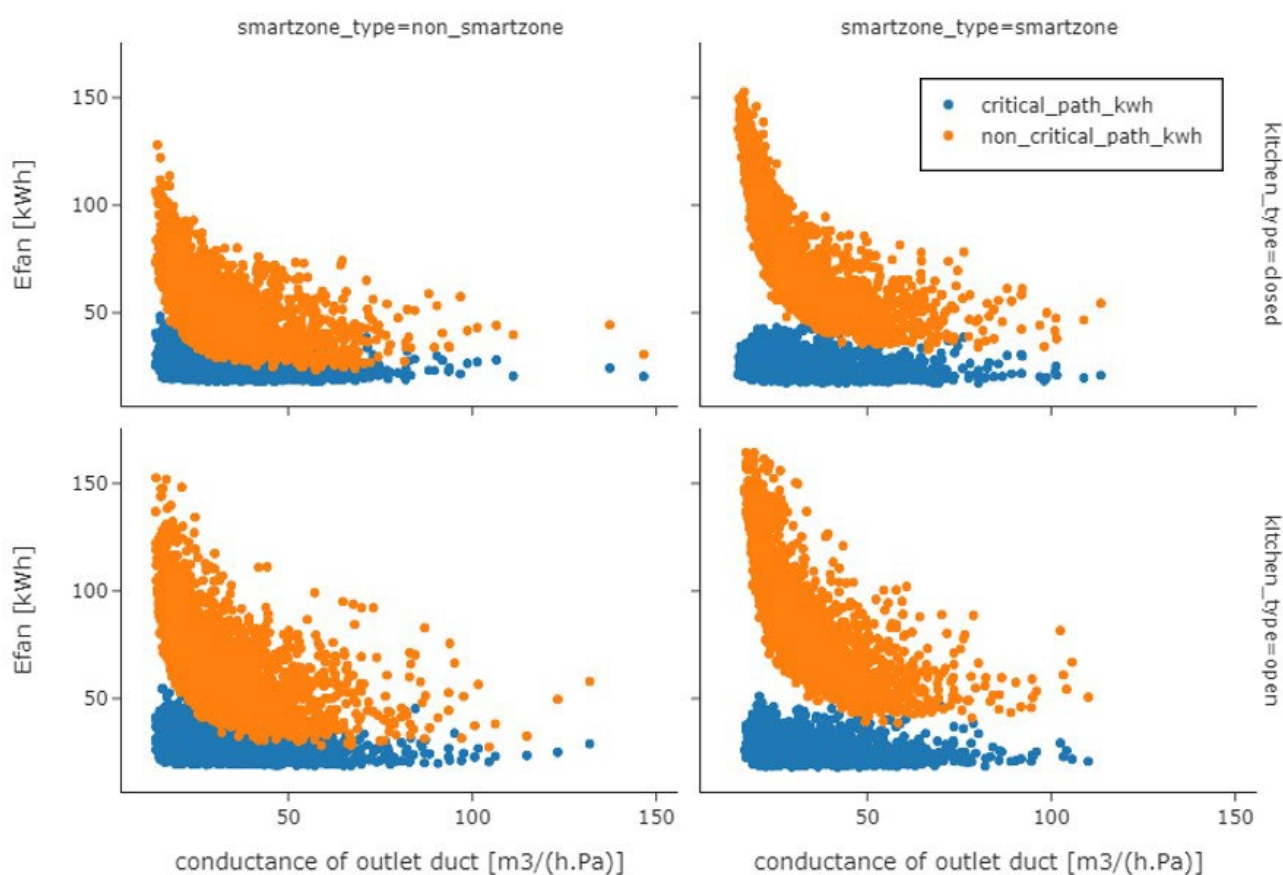 smartzone_type=non_smartzone
smartzone_type=smartzone
150
100
50
Efan [kWh]
critical_path_kwh
non_critical_path_kwh
kItchen_type=closed
150
100
50
Efan [kWh]
kItchen_type=open
50
100
150
50
100
150
conductance of outlet duct [m3/(h.Pa)]
conductance of outlet duct [m3/(h.Pa)]